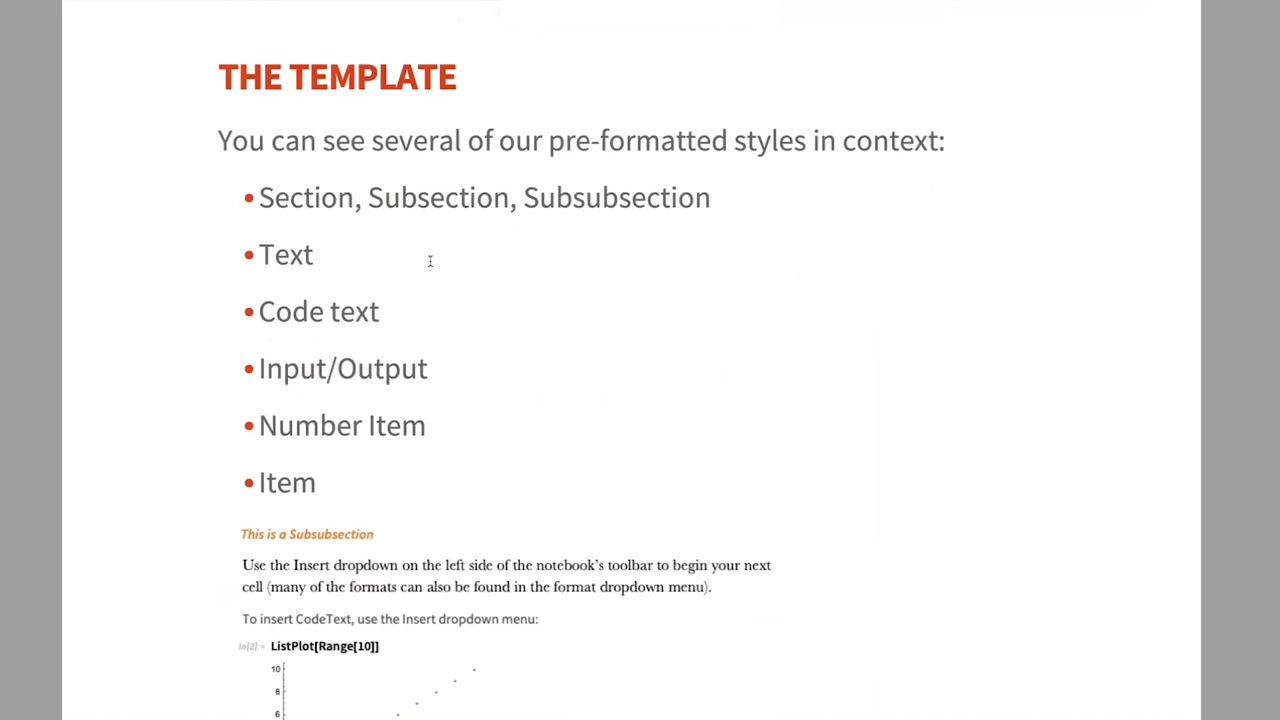 THE TEMPLATE
You can see several of our pre-formatted styles in context:
•Section, Subsection, Subsubsection
•Text
•Code text
•Input/Output
•Number Item
•Item
This is a Subsubsection
Use the Insert dropdown on the left side of the notebook's toolbar to begin your next
cell (many of the formats can also be found in the format dropdown menu).
To insert CodeText, use the Insert dropdown menu:
In[2]:= ListPlot[Range[10]]
10
8
6